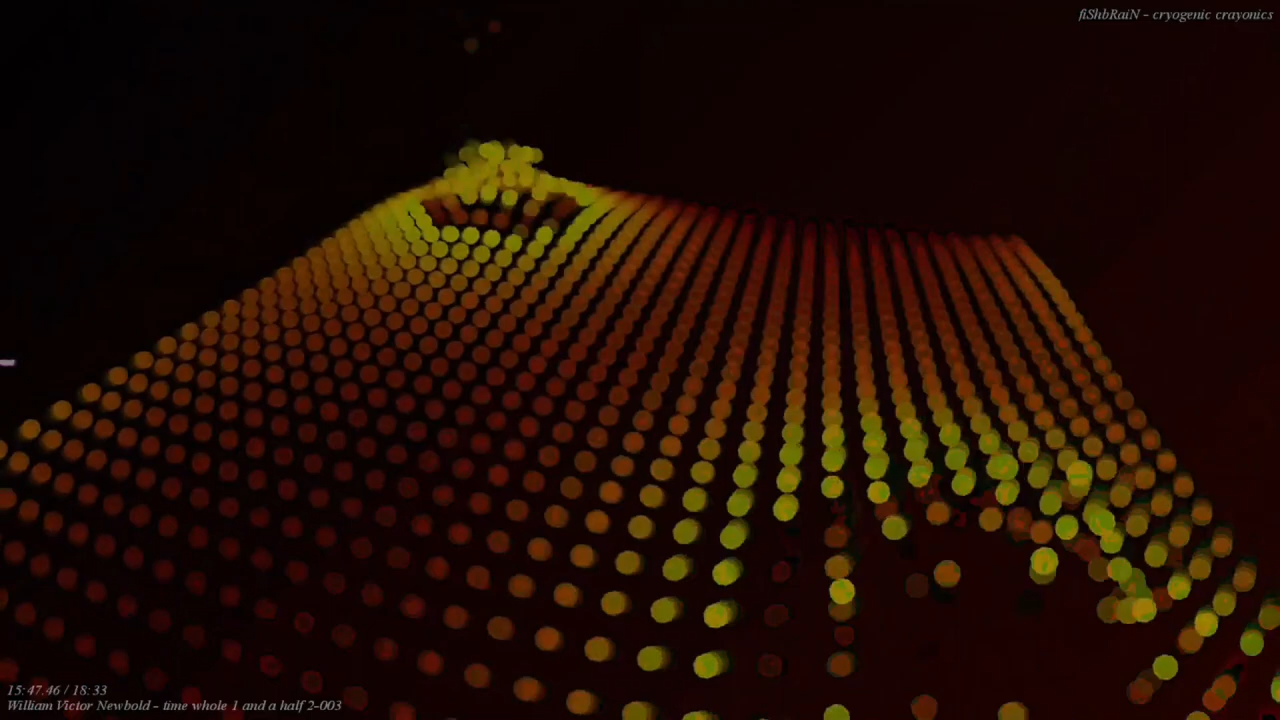 fiShbRaiN - cryogenic crayonics
15:47.46 / 18:33
William Victor Newbold - time whole 1 and a half 2-003